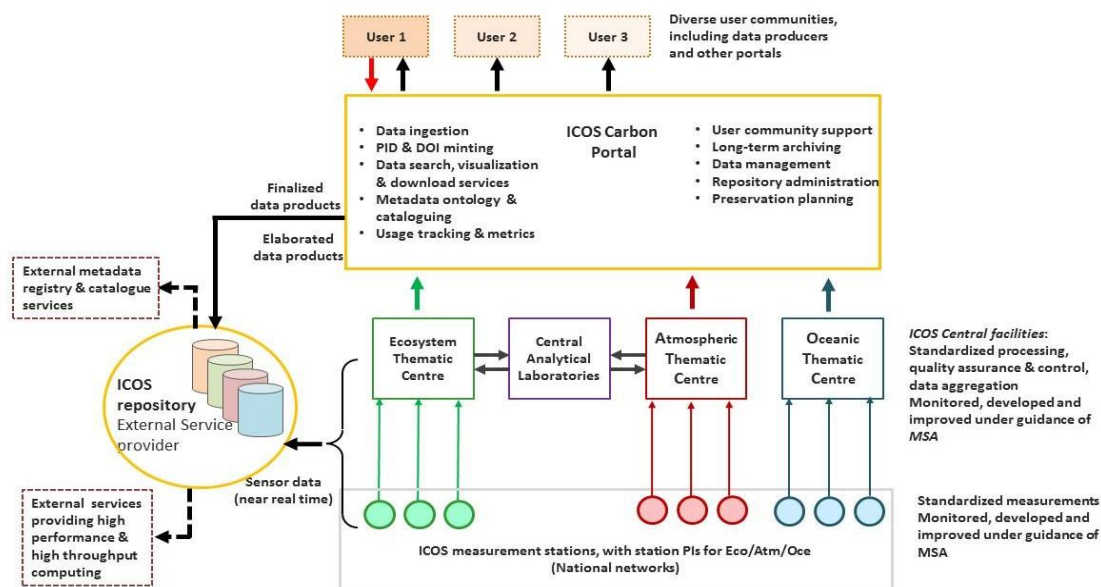 User 1
User 2
User 3
Diverse user communities,
including data producers
and other portals
• Data ingestion
• PID & DOI minting
• Data search, visualization
& download services
• Metadata ontology &
cataloguing
• Usage tracking & metrics
ICOS Carbon
Portal
• User community support
• Long-term archiving
• Data management
• Repository administration
• Preservation planning
Finalized
data products
Elaborated
data products
External metadata
registry & catalogue
services
Ecosystem
Thematic
Centre
Central
Analytical
Laboratories
Atmospheric
Thematic
Centre
Oceanic
Thematic
Centre
ICOS Central facilities:
Standardized processing,
quality assurance & control,
data aggregation
Monitored, developed and
improved under guidance of
MSA
ICOS
repository
External Service
provider
Sensor data
(near real time)
External services
providing high
performance &
high throughput
computing
Standardized measurements
Monitored, developed and
improved under guidance of
MSA
ICOS measurement stations, with station PIs for Eco/Atm/Oce
(National networks)